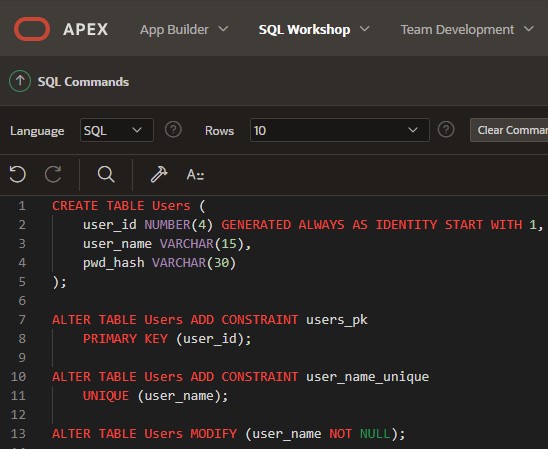 APEX App Builder SQL Workshop Team Development
SQL Commands
Language SQL ? Rows 10 ? Clear
A
1 CREATE TABLE Users (
2 user_id NUMBER(4) GENERATED ALWAYS AS IDENTITY START WITH 1,
3 user_name VARCHAR(15),
4 pwd_hash VARCHAR(30)
5 );
6
7 ALTER TABLE Users ADD CONSTRAINT users_pk
8 PRIMARY KEY (user_id);
9
10 ALTER TABLE Users ADD CONSTRAINT user_name_unique
11 UNIQUE (user_name);
12
13 ALTER TABLE Users MODIFY (user_name NOT NULL);